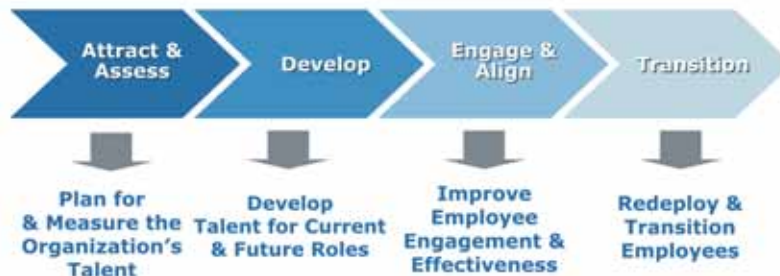 Attract &
Assess
Develop
Engage &
Align
Transition
Plan for
& Measure the
Organization's
Talent
Develop
Talent for Current
& Future Roles
Improve
Employee
Engagement &
Effectiveness
Redeploy &
Transition
Employees